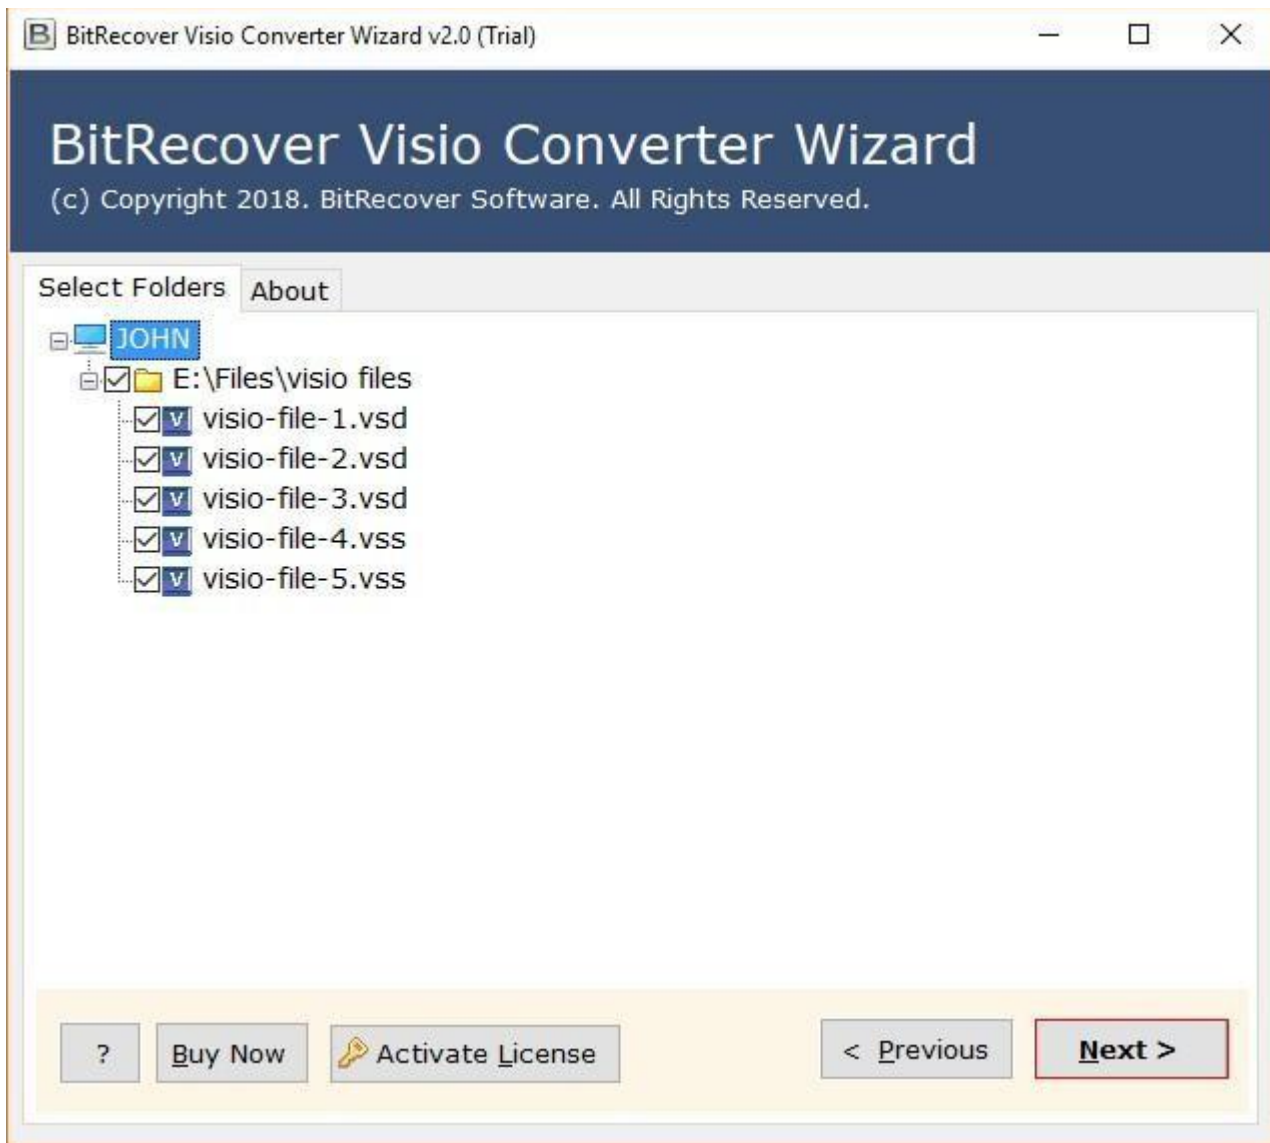 BitRecover Visio Converter Wizard v2.0 (Trial)
BitRecover Visio Converter Wizard
(c) Copyright 2018. BitRecover Software. All Rights Reserved.
Select Folders About
JOHN
E:\Files\visio files
visio-file-1.vsd
visio-file-2.vsd
visio-file-3.vsd
visio-file-4.vss
visio-file-5.vss
? Buy Now Activate License < Previous Next >